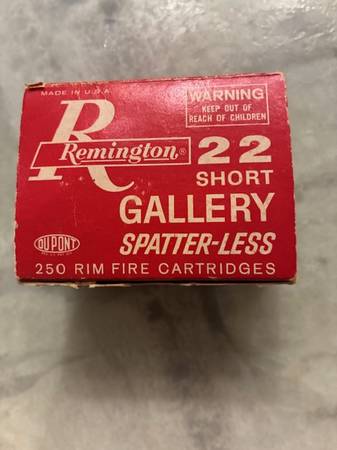 MADE IN U.S.A.
WARNING
KEEP OUT OF
REACH OF CHILDREN
R
Remington®
22
SHORT
GALLERY
DUPONT
SPATTER-LESS
250 RIM FIRE CARTRIDGES